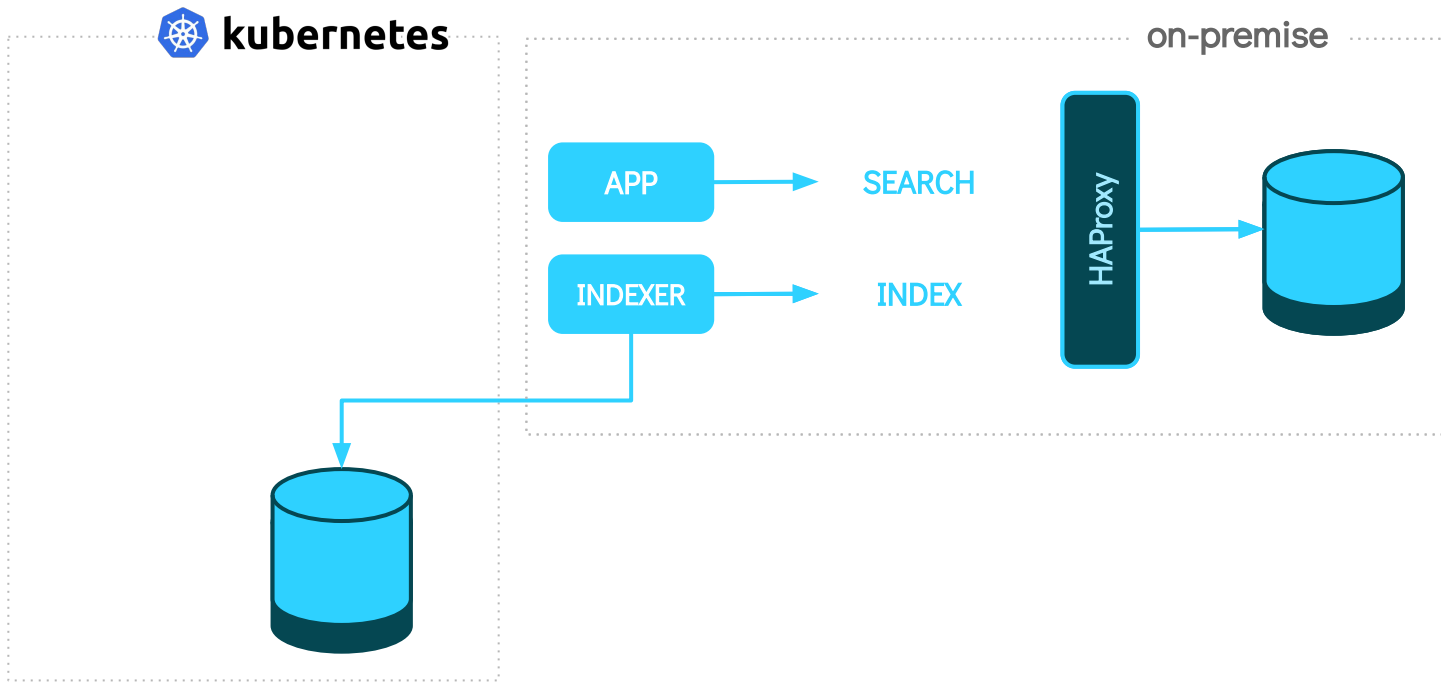 kubernetes
on-premise
APP
SEARCH
INDEXER
INDEX
HAProxy